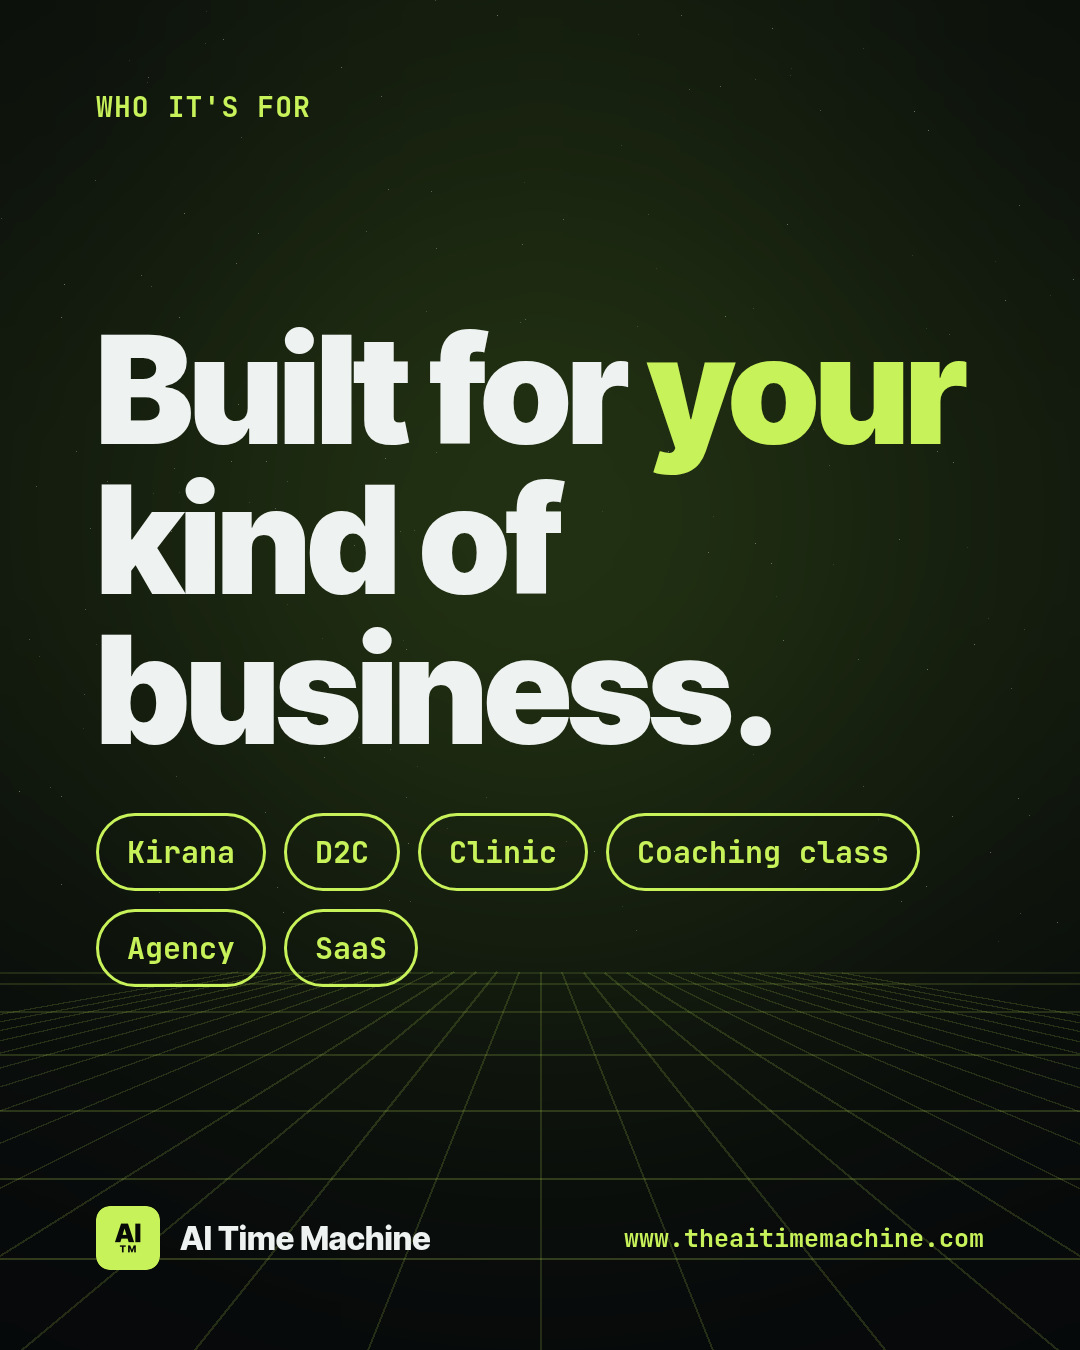 WHO IT'S FOR
Built for your
kind of
business.
Kirana D2C Clinic Coaching class
Agency SaaS
AI
TM
AI Time Machine www.theaitimemachine.com